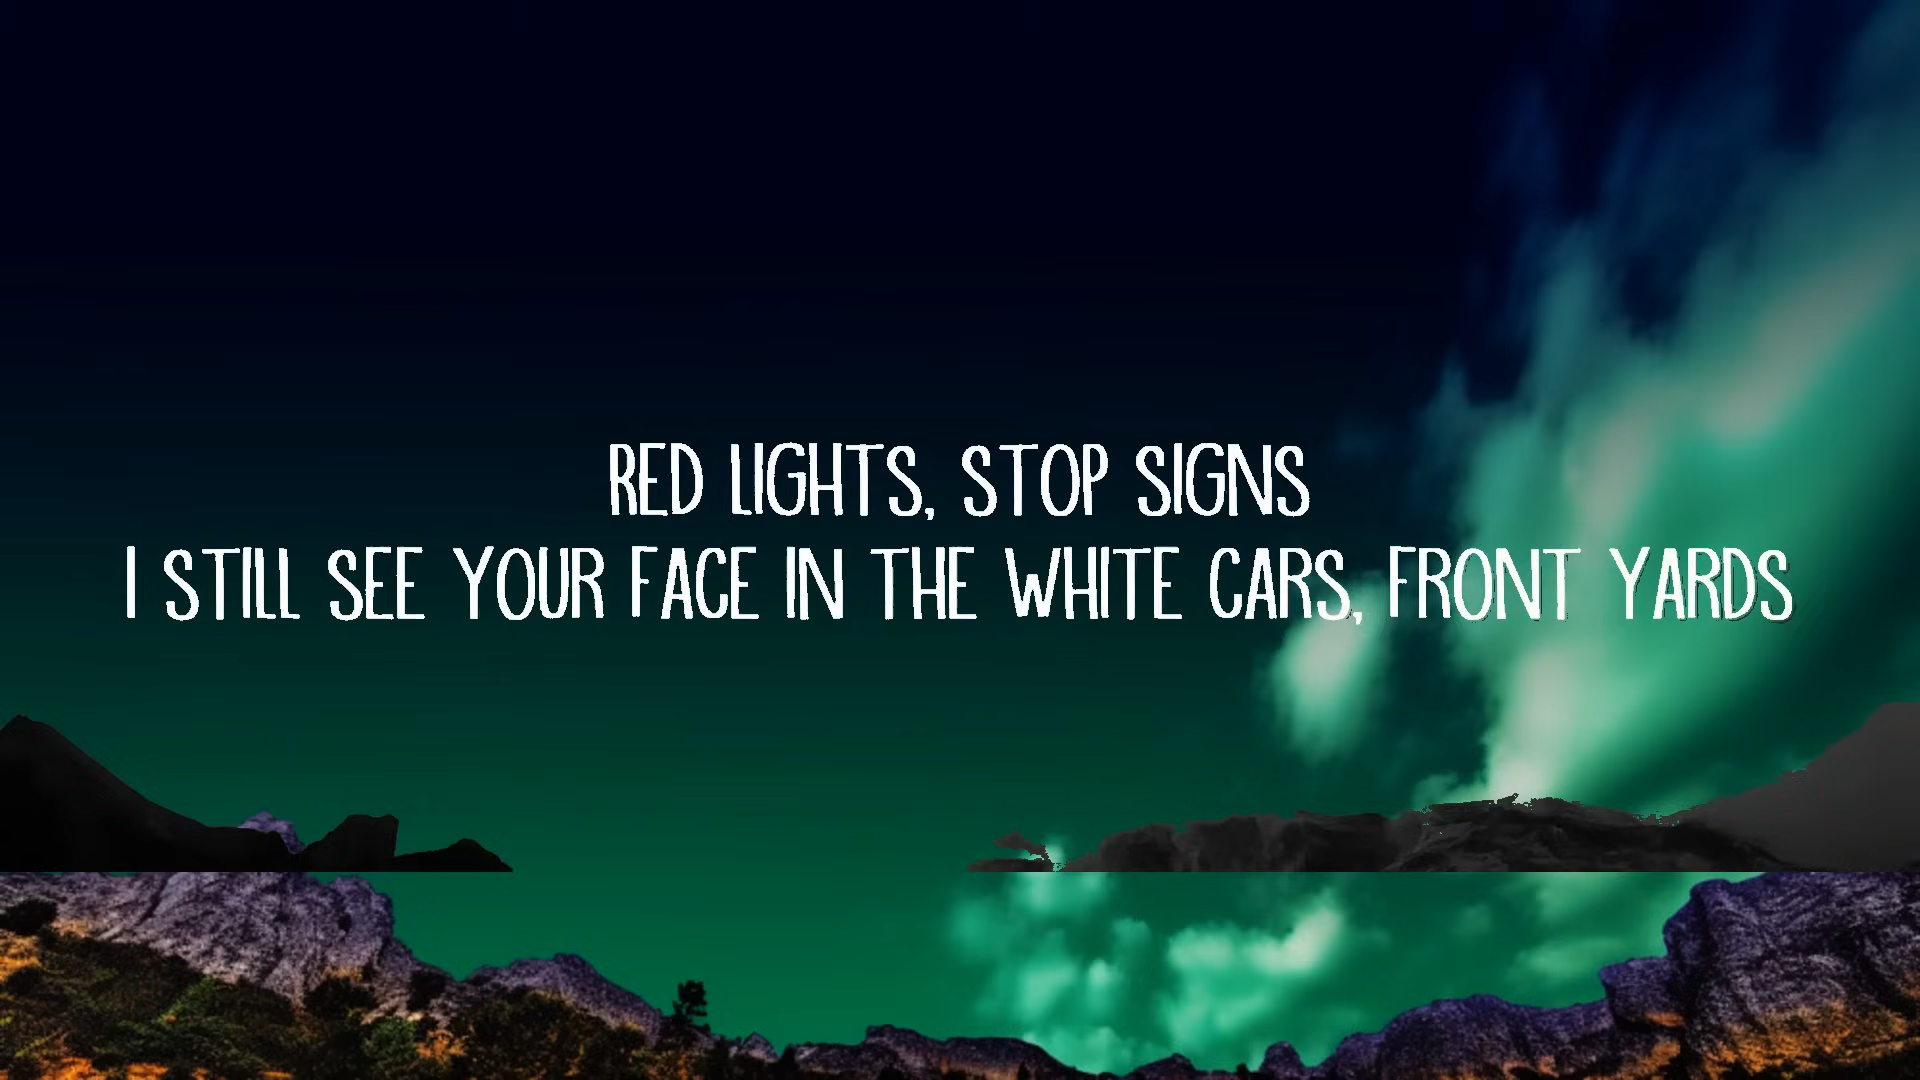 RED LIGHTS, STOP SIGNS
I STILL SEE YOUR FACE IN THE WHITE CARS, FRONT YARDS